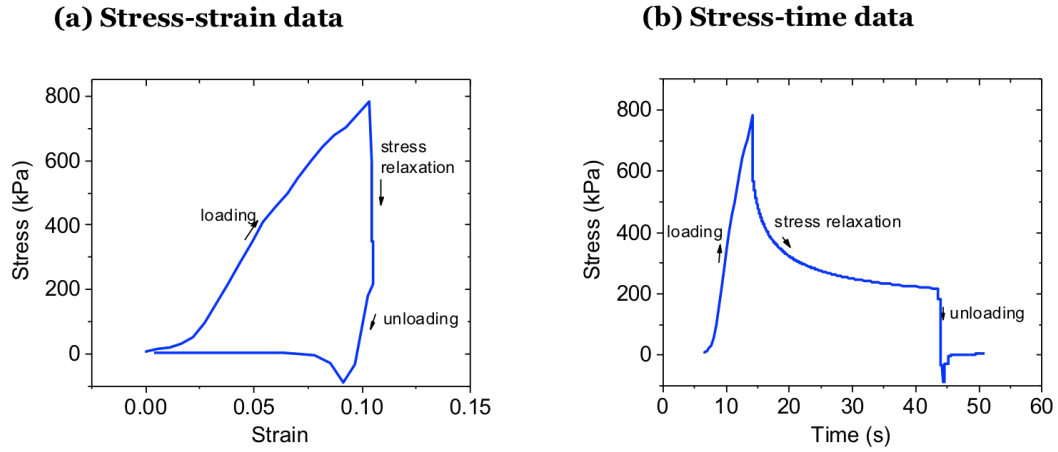 (a) Stress-strain data
800
600
400
200
0
0.00 0.05 0.10 0.15
Strain
Stress (kPa)
loading
stress
relaxation
unloading
(b) Stress-time data
800
600
400
200
0
0 10 20 30 40 50 60
Time (s)
Stress (kPa)
loading
stress relaxation
unloading